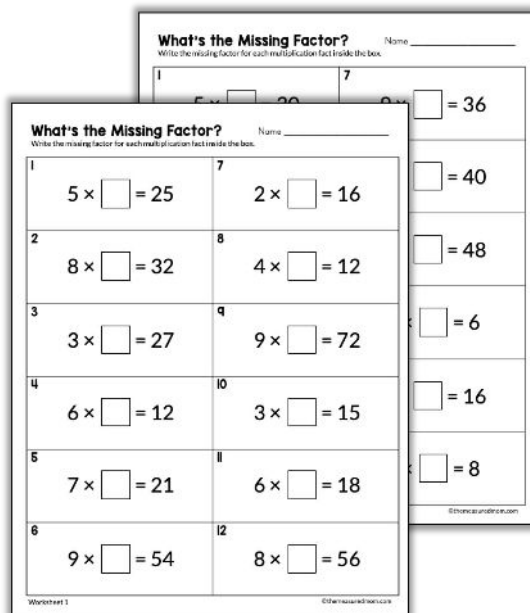 What's the Missing Factor? Name
Write the missing factor for each multiplication fact inside the box.
1
7
= 36
= 40
= 48
= 6
= 16
= 8
©themeasuredmom.com
What's the Missing Factor? Name
Write the missing factor for each multiplication fact inside the box.
1
5 × = 25
7
2 × = 16
2
8 × = 32
8
4 × = 12
3
3 × = 27
9
9 × = 72
4
6 × = 12
10
3 × = 15
5
7 × = 21
11
6 × = 18
6
9 × = 54
12
8 × = 56
Worksheet 1
©themeasuredmom.com